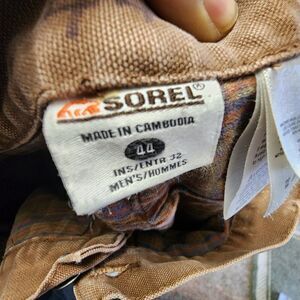 SOREL®
MADE IN CAMBODIA
44
INS/ENTR 32
MEN'S/HOMMES